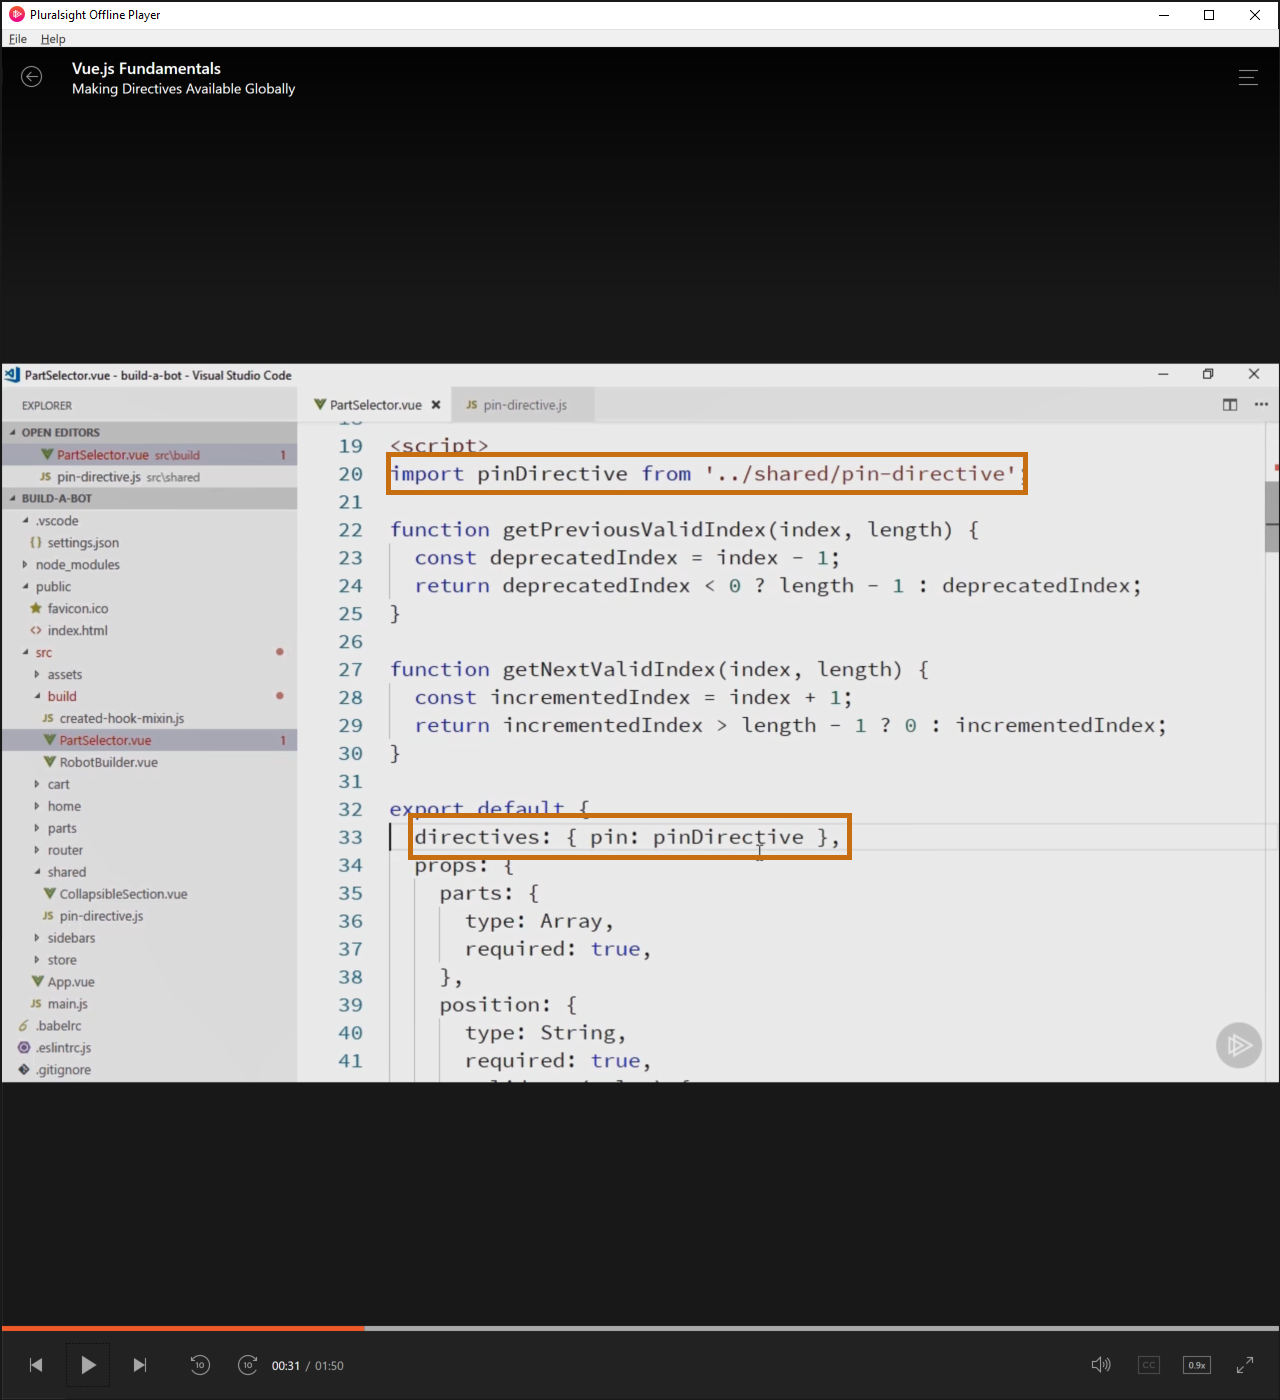 Pluralsight Offline Player
File Help
Vue.js Fundamentals
Making Directives Available Globally
PartSelector.vue - build-a-bot - Visual Studio Code
EXPLORER
OPEN EDITORS
PartSelector.vue src\build 1
pin-directive.js src\shared
BUILD-A-BOT
.vscode
{} settings.json
node_modules
public
favicon.ico
<> index.html
src
assets
build
JS created-hook-mixin.js
PartSelector.vue 1
RobotBuilder.vue
cart
home
parts
router
shared
CollapsibleSection.vue
JS pin-directive.js
sidebars
store
App.vue
JS main.js
.babelrc
.eslintrc.js
.gitignore
PartSelector.vue
JS pin-directive.js
19 <script>
20 import pinDirective from '../shared/pin-directive';
21
22 function getPreviousValidIndex(index, length) {
23 const deprecatedIndex = index - 1;
24 return deprecatedIndex < 0 ? length - 1 : deprecatedIndex;
25 }
26
27 function getNextValidIndex(index, length) {
28 const incrementedIndex = index + 1;
29 return incrementedIndex > length - 1 ? 0 : incrementedIndex;
30 }
31
32 export default {
33 directives: { pin: pinDirective },
34 props: {
35 parts: {
36 type: Array,
37 required: true,
38 },
39 position: {
40 type: String,
41 required: true,
10 10 00:31 / 01:50
CC 0.9x